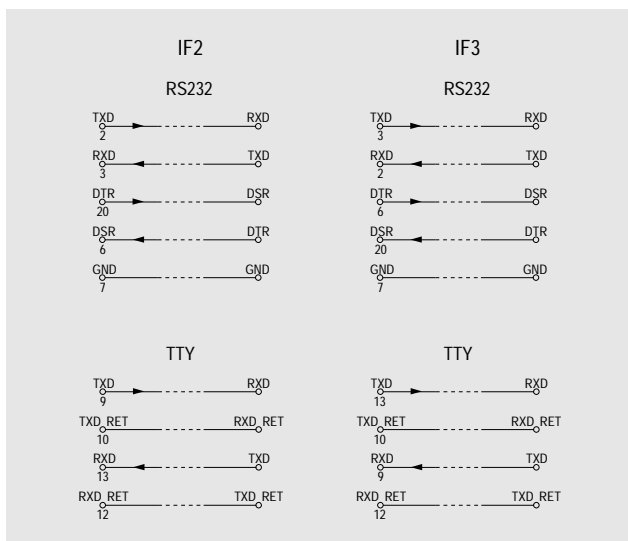 IF2
RS232
TXD RXD
2
RXD TXD
3
DTR DSR
20
DSR DTR
6
GND GND
7
TTY
TXD RXD
9
TXD_RET RXD_RET
10
RXD TXD
13
RXD_RET TXD_RET
12
IF3
RS232
TXD RXD
3
RXD TXD
2
DTR DSR
6
DSR DTR
20
GND GND
7
TTY
TXD RXD
13
TXD_RET RXD_RET
10
RXD TXD
9
RXD_RET TXD_RET
12